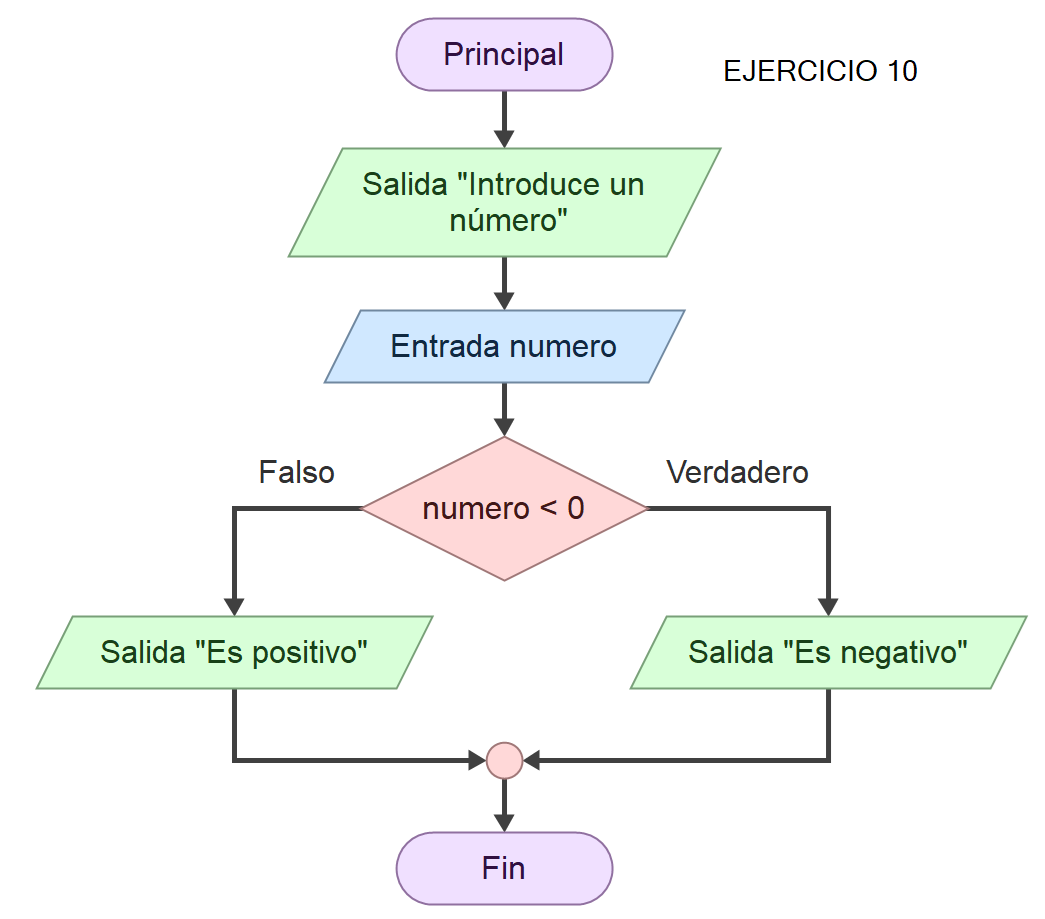 Principal
EJERCICIO 10
Salida "Introduce un
número"
Entrada numero
Falso
Verdadero
numero < 0
Salida "Es positivo"
Salida "Es negativo"
Fin